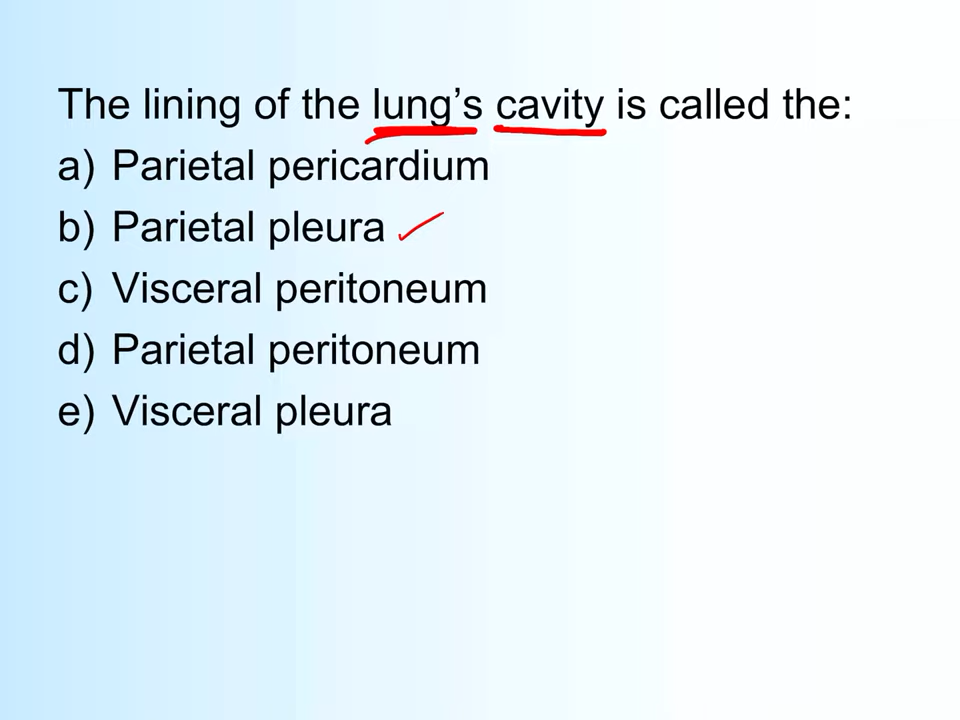 The lining of the lung’s cavity is called the:
a) Parietal pericardium
b) Parietal pleura
c) Visceral peritoneum
d) Parietal peritoneum
e) Visceral pleura